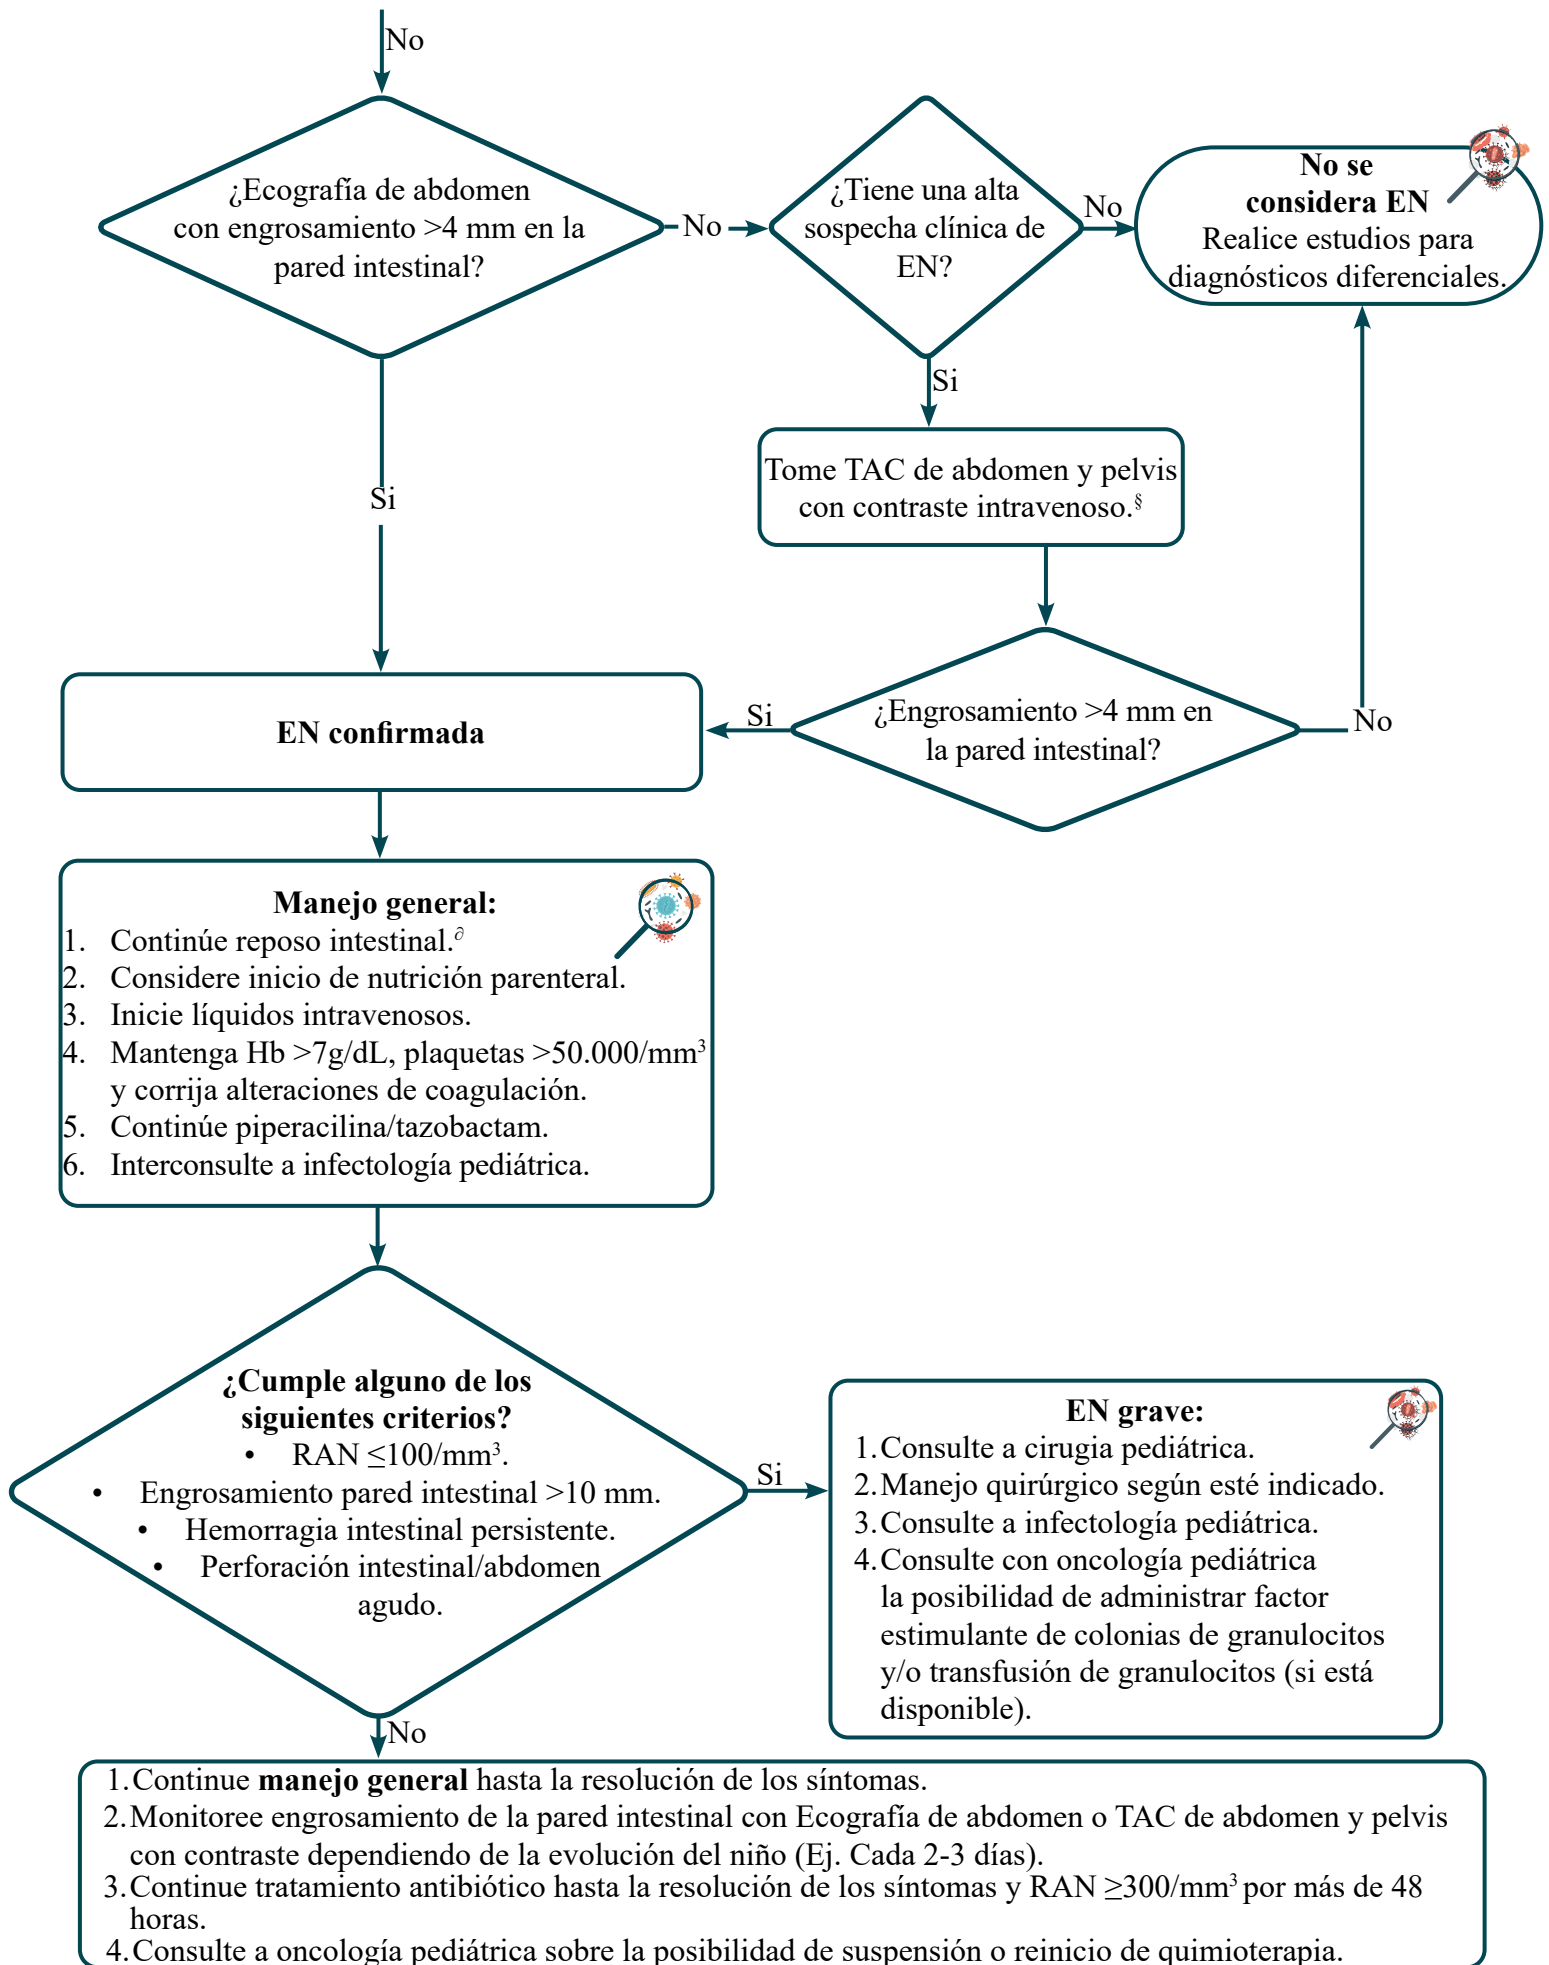 No
¿Ecografía de abdomen
con engrosamiento >4 mm en la
pared intestinal?
No
¿Tiene una alta
sospecha clínica de
EN?
No
No se
considera EN
Realice estudios para
diagnósticos diferenciales.
Si
Tome TAC de abdomen y pelvis
con contraste intravenoso.§
Si
¿Engrosamiento >4 mm en
la pared intestinal?
No
Si
EN confirmada
Manejo general:
1. Continúe reposo intestinal.∂
2. Considere inicio de nutrición parenteral.
3. Inicie líquidos intravenosos.
4. Mantenga Hb >7g/dL, plaquetas >50.000/mm³
y corrija alteraciones de coagulación.
5. Continúe piperacilina/tazobactam.
6. Interconsulte a infectología pediátrica.
¿Cumple alguno de los
siguientes criterios?
• RAN ≤100/mm³.
• Engrosamiento pared intestinal >10 mm.
• Hemorragia intestinal persistente.
• Perforación intestinal/abdomen
agudo.
Si
EN grave:
1. Consulte a cirugia pediátrica.
2. Manejo quirúrgico según esté indicado.
3. Consulte a infectología pediátrica.
4. Consulte con oncología pediátrica
la posibilidad de administrar factor
estimulante de colonias de granulocitos
y/o transfusión de granulocitos (si está
disponible).
No
1. Continue manejo general hasta la resolución de los síntomas.
2. Monitoree engrosamiento de la pared intestinal con Ecografía de abdomen o TAC de abdomen y pelvis
con contraste dependiendo de la evolución del niño (Ej. Cada 2-3 días).
3. Continue tratamiento antibiótico hasta la resolución de los síntomas y RAN ≥300/mm³ por más de 48
horas.
4. Consulte a oncología pediátrica sobre la posibilidad de suspensión o reinicio de quimioterapia.